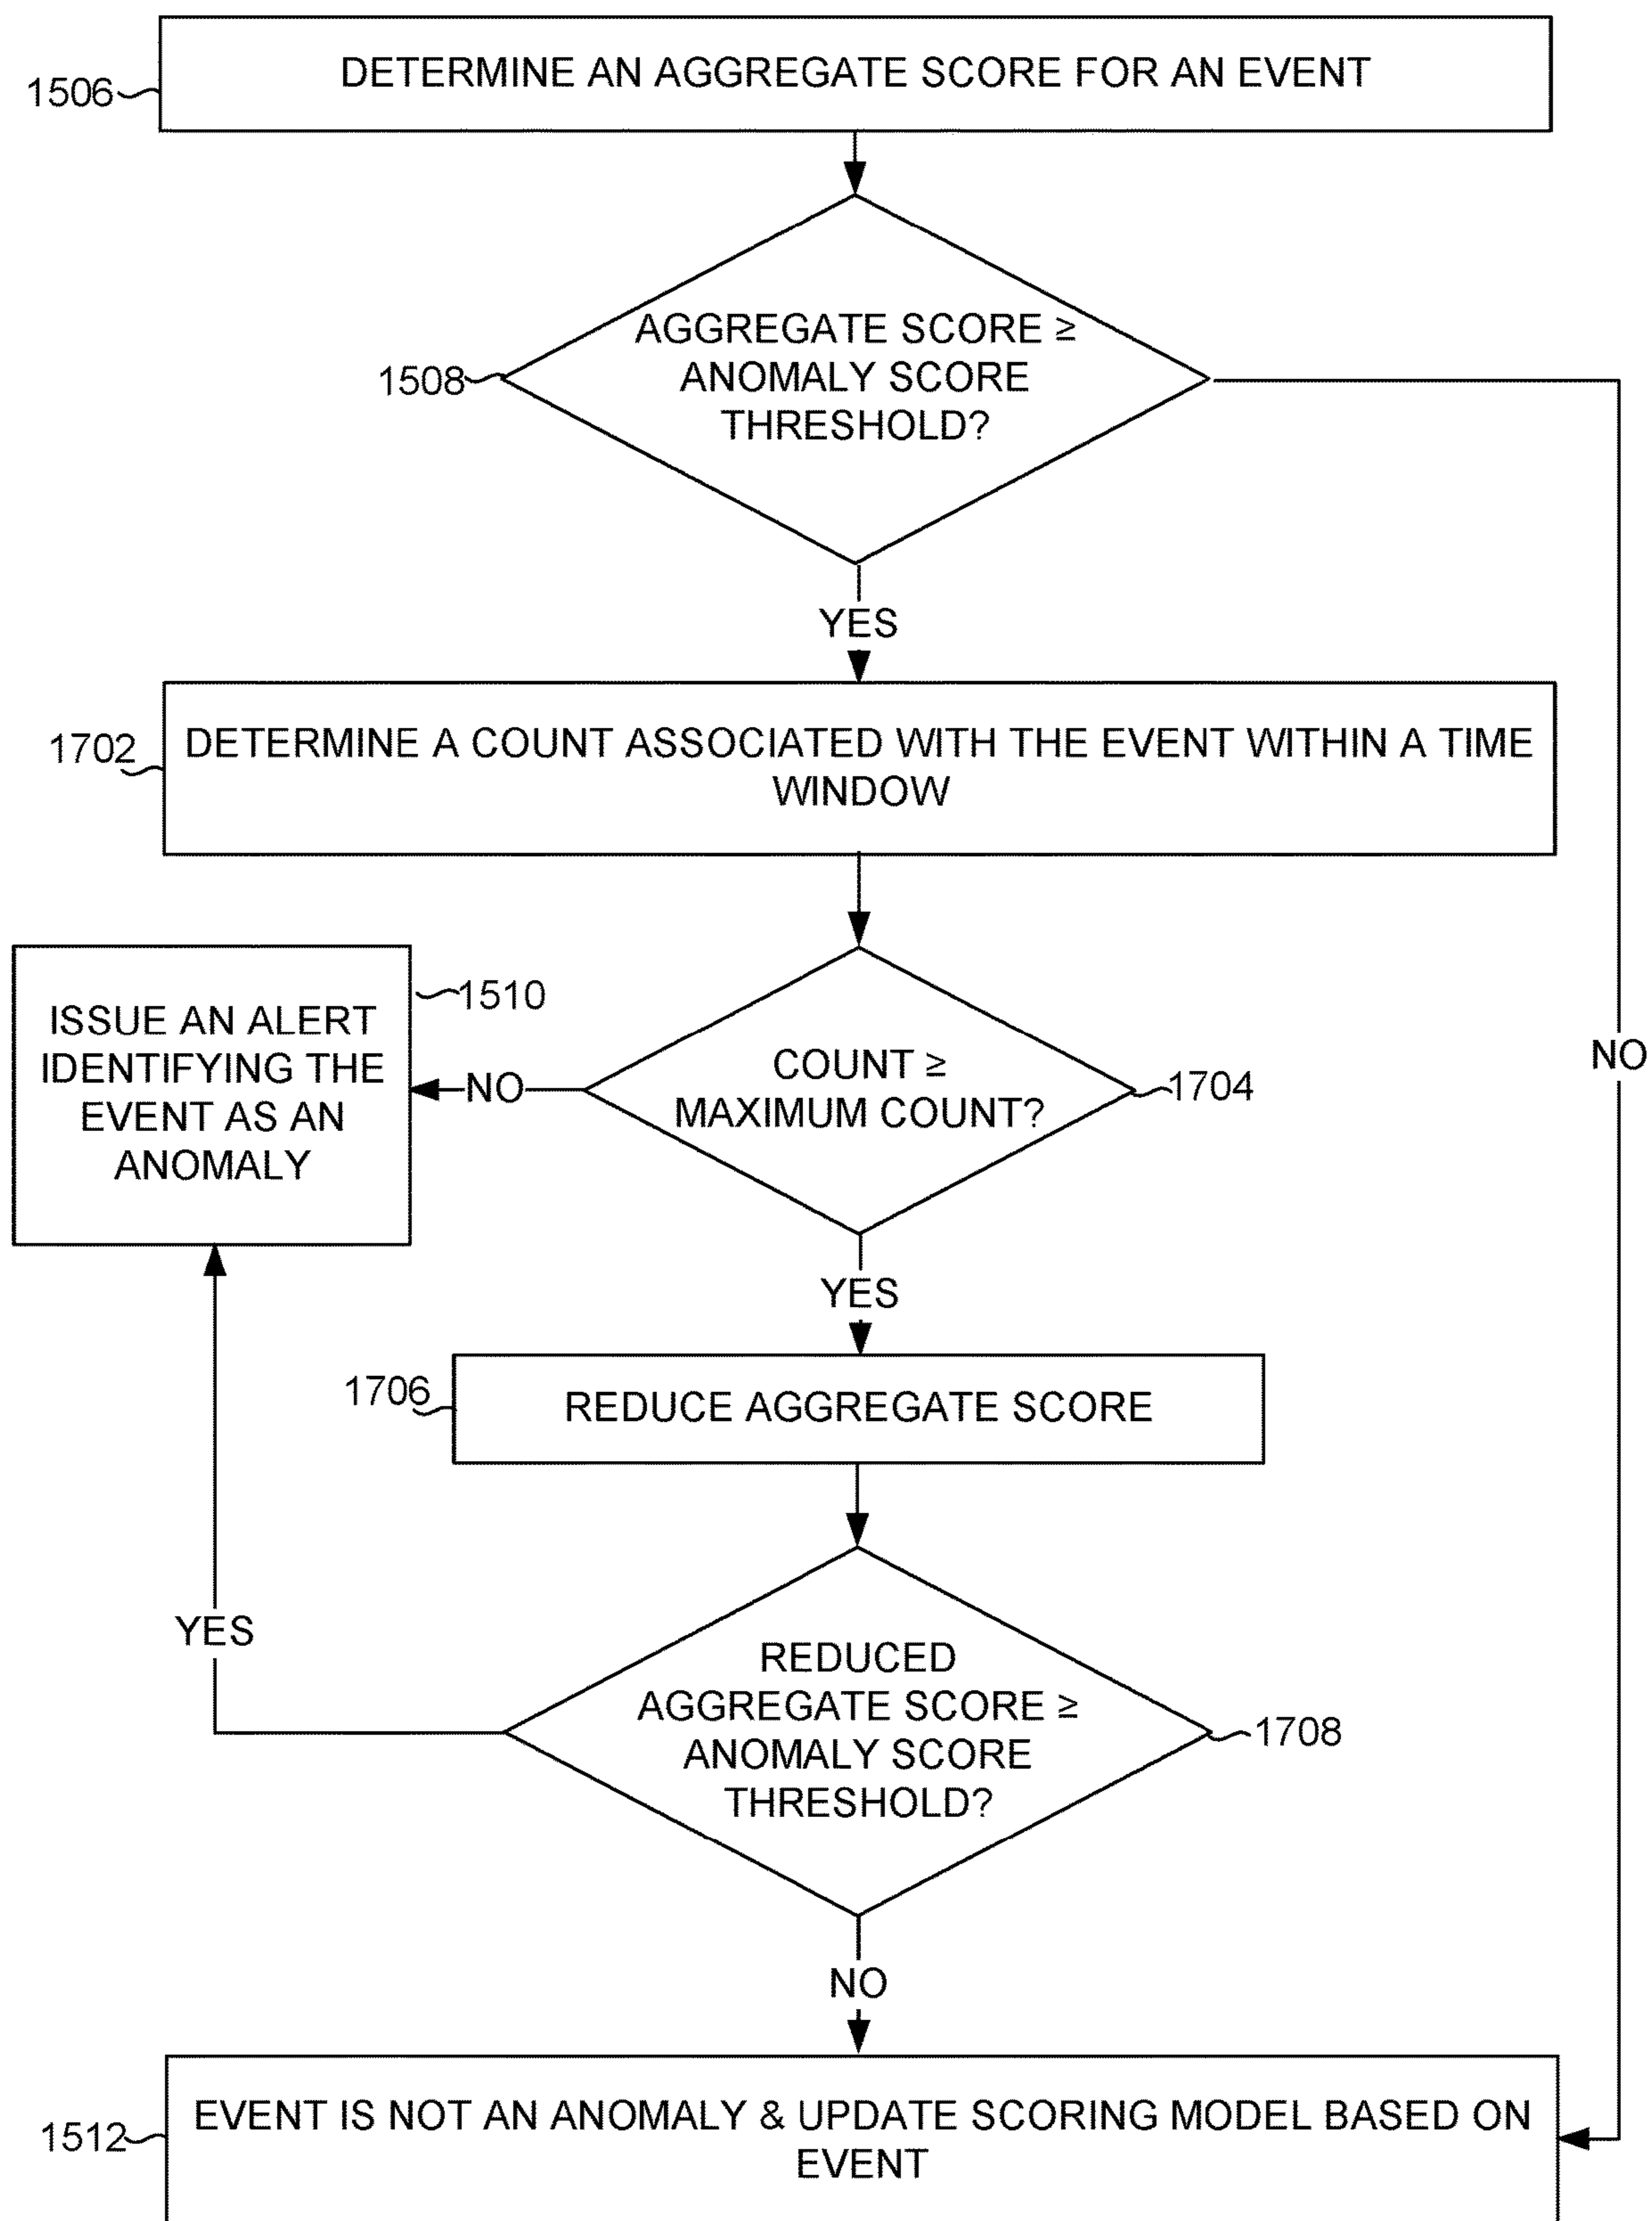 DETERMINE AN AGGREGATE SCORE FOR AN EVENT
1506
AGGREGATE SCORE ≥
ANOMALY SCORE
THRESHOLD?
1508
YES
NO
1702
DETERMINE A COUNT ASSOCIATED WITH THE EVENT WITHIN A TIME
WINDOW
1510
ISSUE AN ALERT
IDENTIFYING THE
EVENT AS AN
ANOMALY
NO
COUNT ≥
MAXIMUM COUNT?
1704
YES
1706
REDUCE AGGREGATE SCORE
YES
REDUCED
AGGREGATE SCORE ≥
ANOMALY SCORE
THRESHOLD?
1708
NO
1512
EVENT IS NOT AN ANOMALY & UPDATE SCORING MODEL BASED ON
EVENT